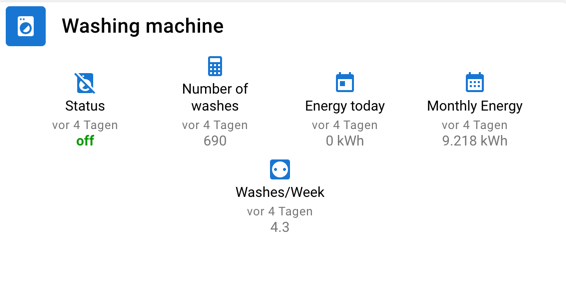 Washing machine
Status
vor 4 Tagen
off
Number of
washes
vor 4 Tagen
690
Energy today
vor 4 Tagen
0 kWh
Monthly Energy
vor 4 Tagen
9.218 kWh
Washes/Week
vor 4 Tagen
4.3